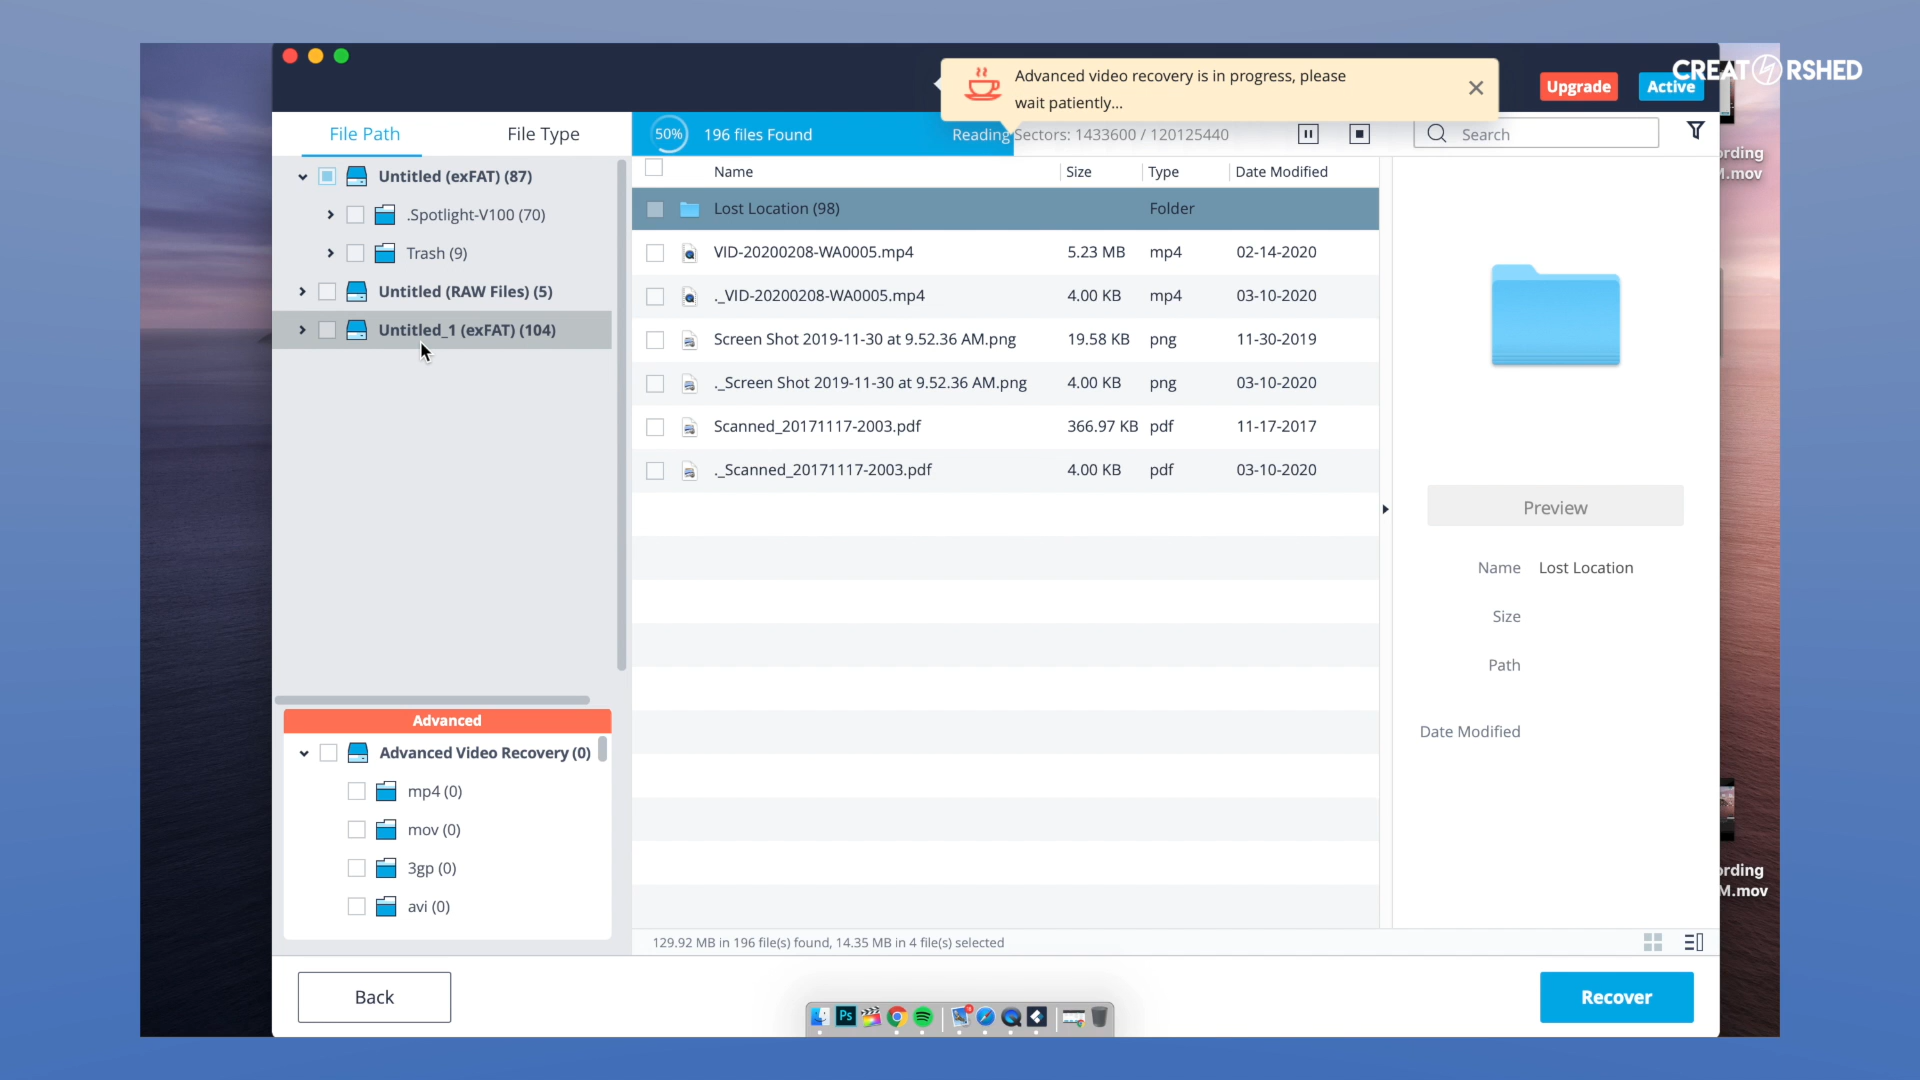 CREAT RSHED
Advanced video recovery is in progress, please
wait patiently...
Upgrade
Active
File Path
File Type
50%
196 files Found
Reading Sectors: 1433600 / 120125440
Search
Untitled (exFAT) (87)
.Spotlight-V100 (70)
Trash (9)
Untitled (RAW Files) (5)
Untitled_1 (exFAT) (104)
Name Size Type Date Modified
Lost Location (98) Folder
VID-20200208-WA0005.mp4 5.23 MB mp4 02-14-2020
._VID-20200208-WA0005.mp4 4.00 KB mp4 03-10-2020
Screen Shot 2019-11-30 at 9.52.36 AM.png 19.58 KB png 11-30-2019
._Screen Shot 2019-11-30 at 9.52.36 AM.png 4.00 KB png 03-10-2020
Scanned_20171117-2003.pdf 366.97 KB pdf 11-17-2017
._Scanned_20171117-2003.pdf 4.00 KB pdf 03-10-2020
Preview
Name Lost Location
Size
Path
Date Modified
ording
M.mov
Advanced
Advanced Video Recovery (0)
mp4 (0)
mov (0)
3gp (0)
avi (0)
129.92 MB in 196 file(s) found, 14.35 MB in 4 file(s) selected
Back
Ps
Recover
ording
M.mov